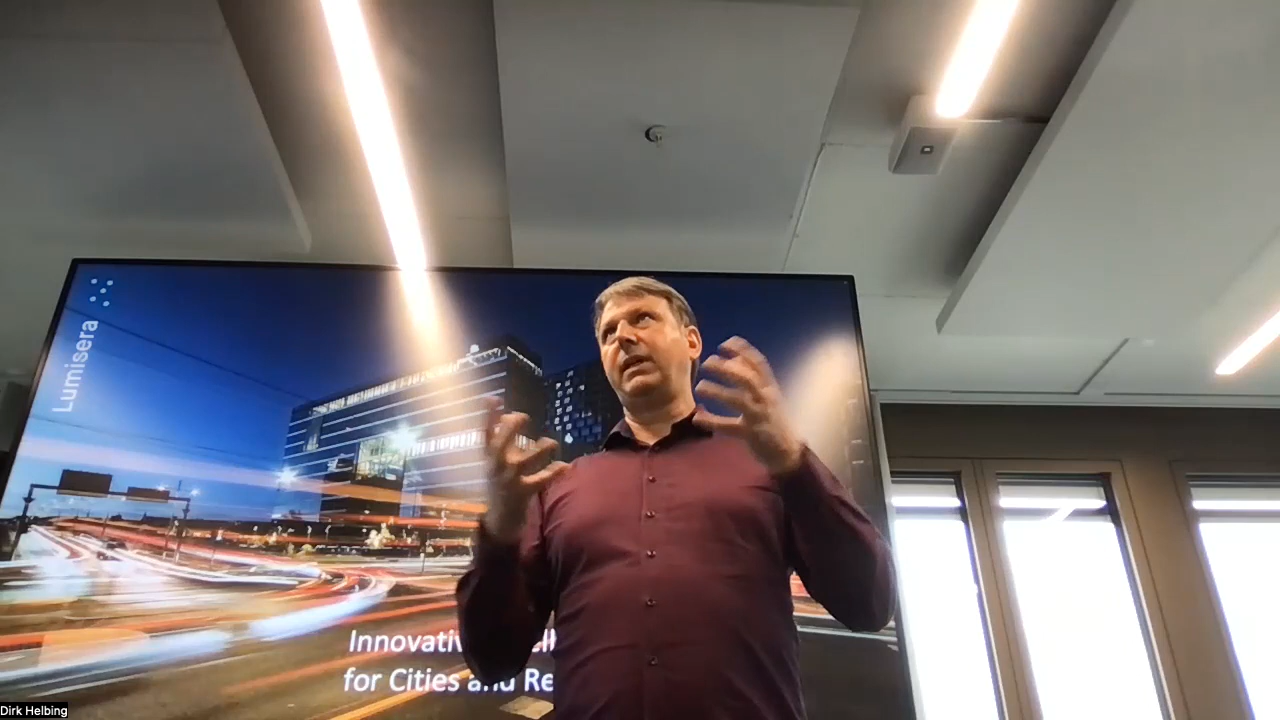 Lumisera
Innovativ
for Cities and Re
Dirk Helbing